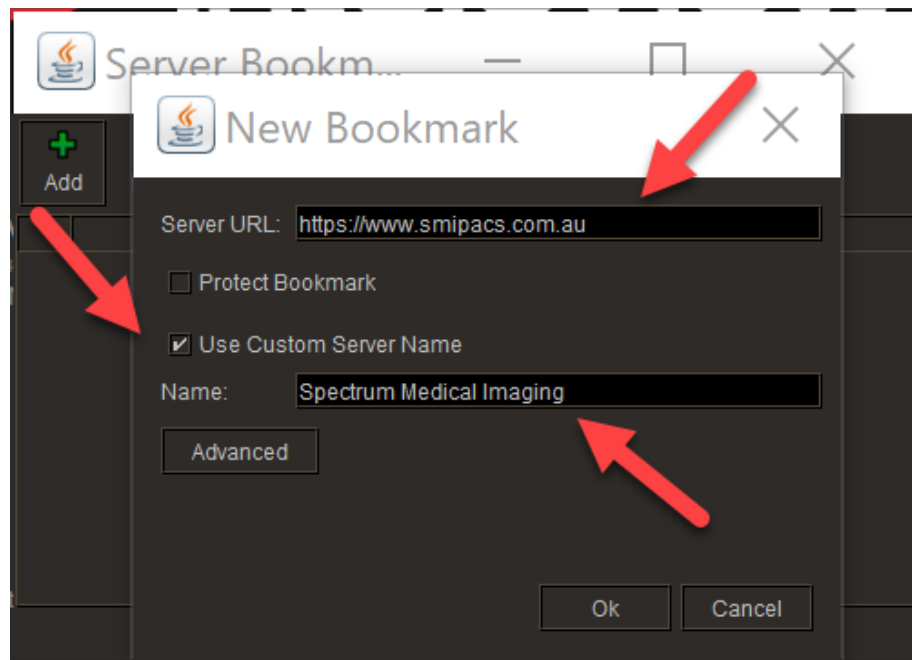 Server Bookm...
New Bookmark
Add
Server URL: https://www.smipacs.com.au
Protect Bookmark
Use Custom Server Name
Name: Spectrum Medical Imaging
Advanced
Ok Cancel